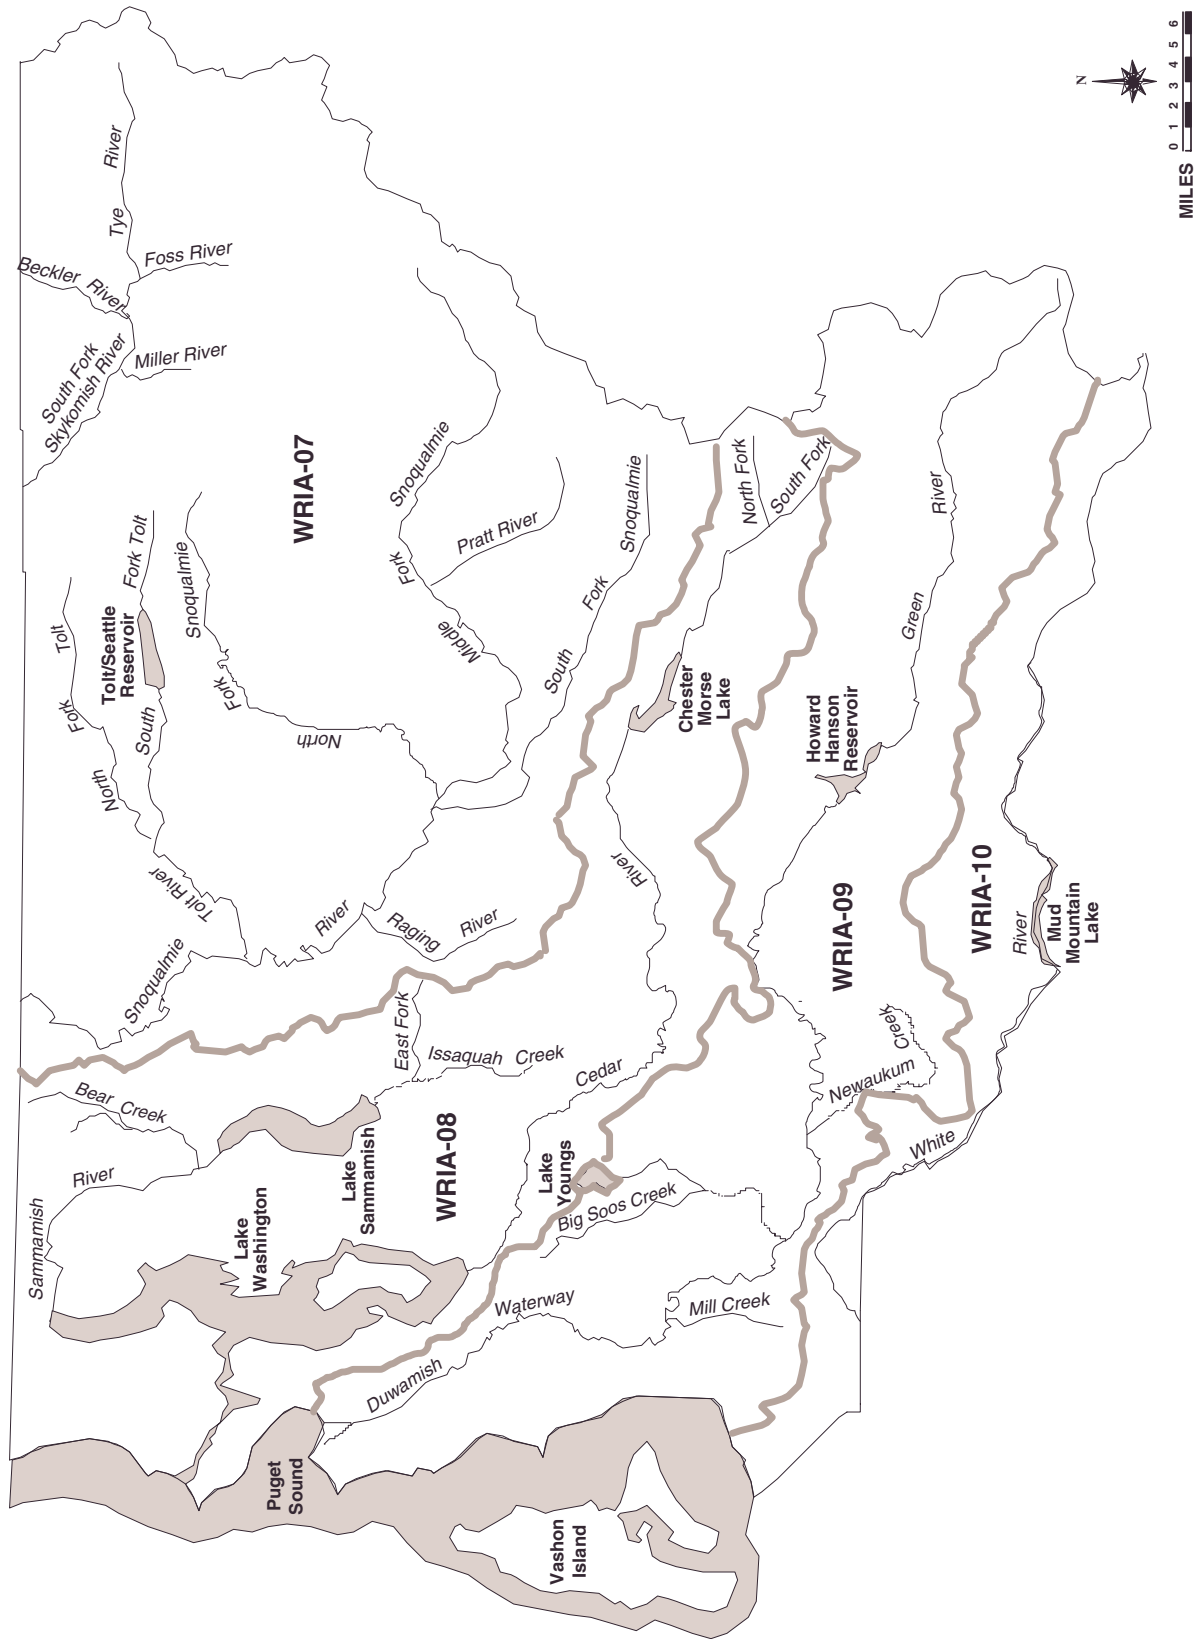 Beckler River
Tye River
Foss River
South Fork
Skykomish River
Miller River
WRIA-07
North Fork Tolt
Tolt/Seattle
Reservoir
South Fork Tolt
Tolt River
North Fork Snoqualmie
Middle Fork Snoqualmie
Pratt River
South Fork Snoqualmie
Snoqualmie River
Raging River
North Fork
South Fork
Chester
Morse
Lake
Cedar River
East Fork
Issaquah Creek
Bear Creek
Sammamish River
Lake
Sammamish
WRIA-08
Lake
Washington
Lake
Youngs
Big Soos Creek
Howard
Hanson
Reservoir
Green River
WRIA-09
Newaukum Creek
WRIA-10
Mud
Mountain
Lake
White River
Mill Creek
Duwamish Waterway
Puget
Sound
Vashon
Island
N
0 1 2 3 4 5 6
MILES